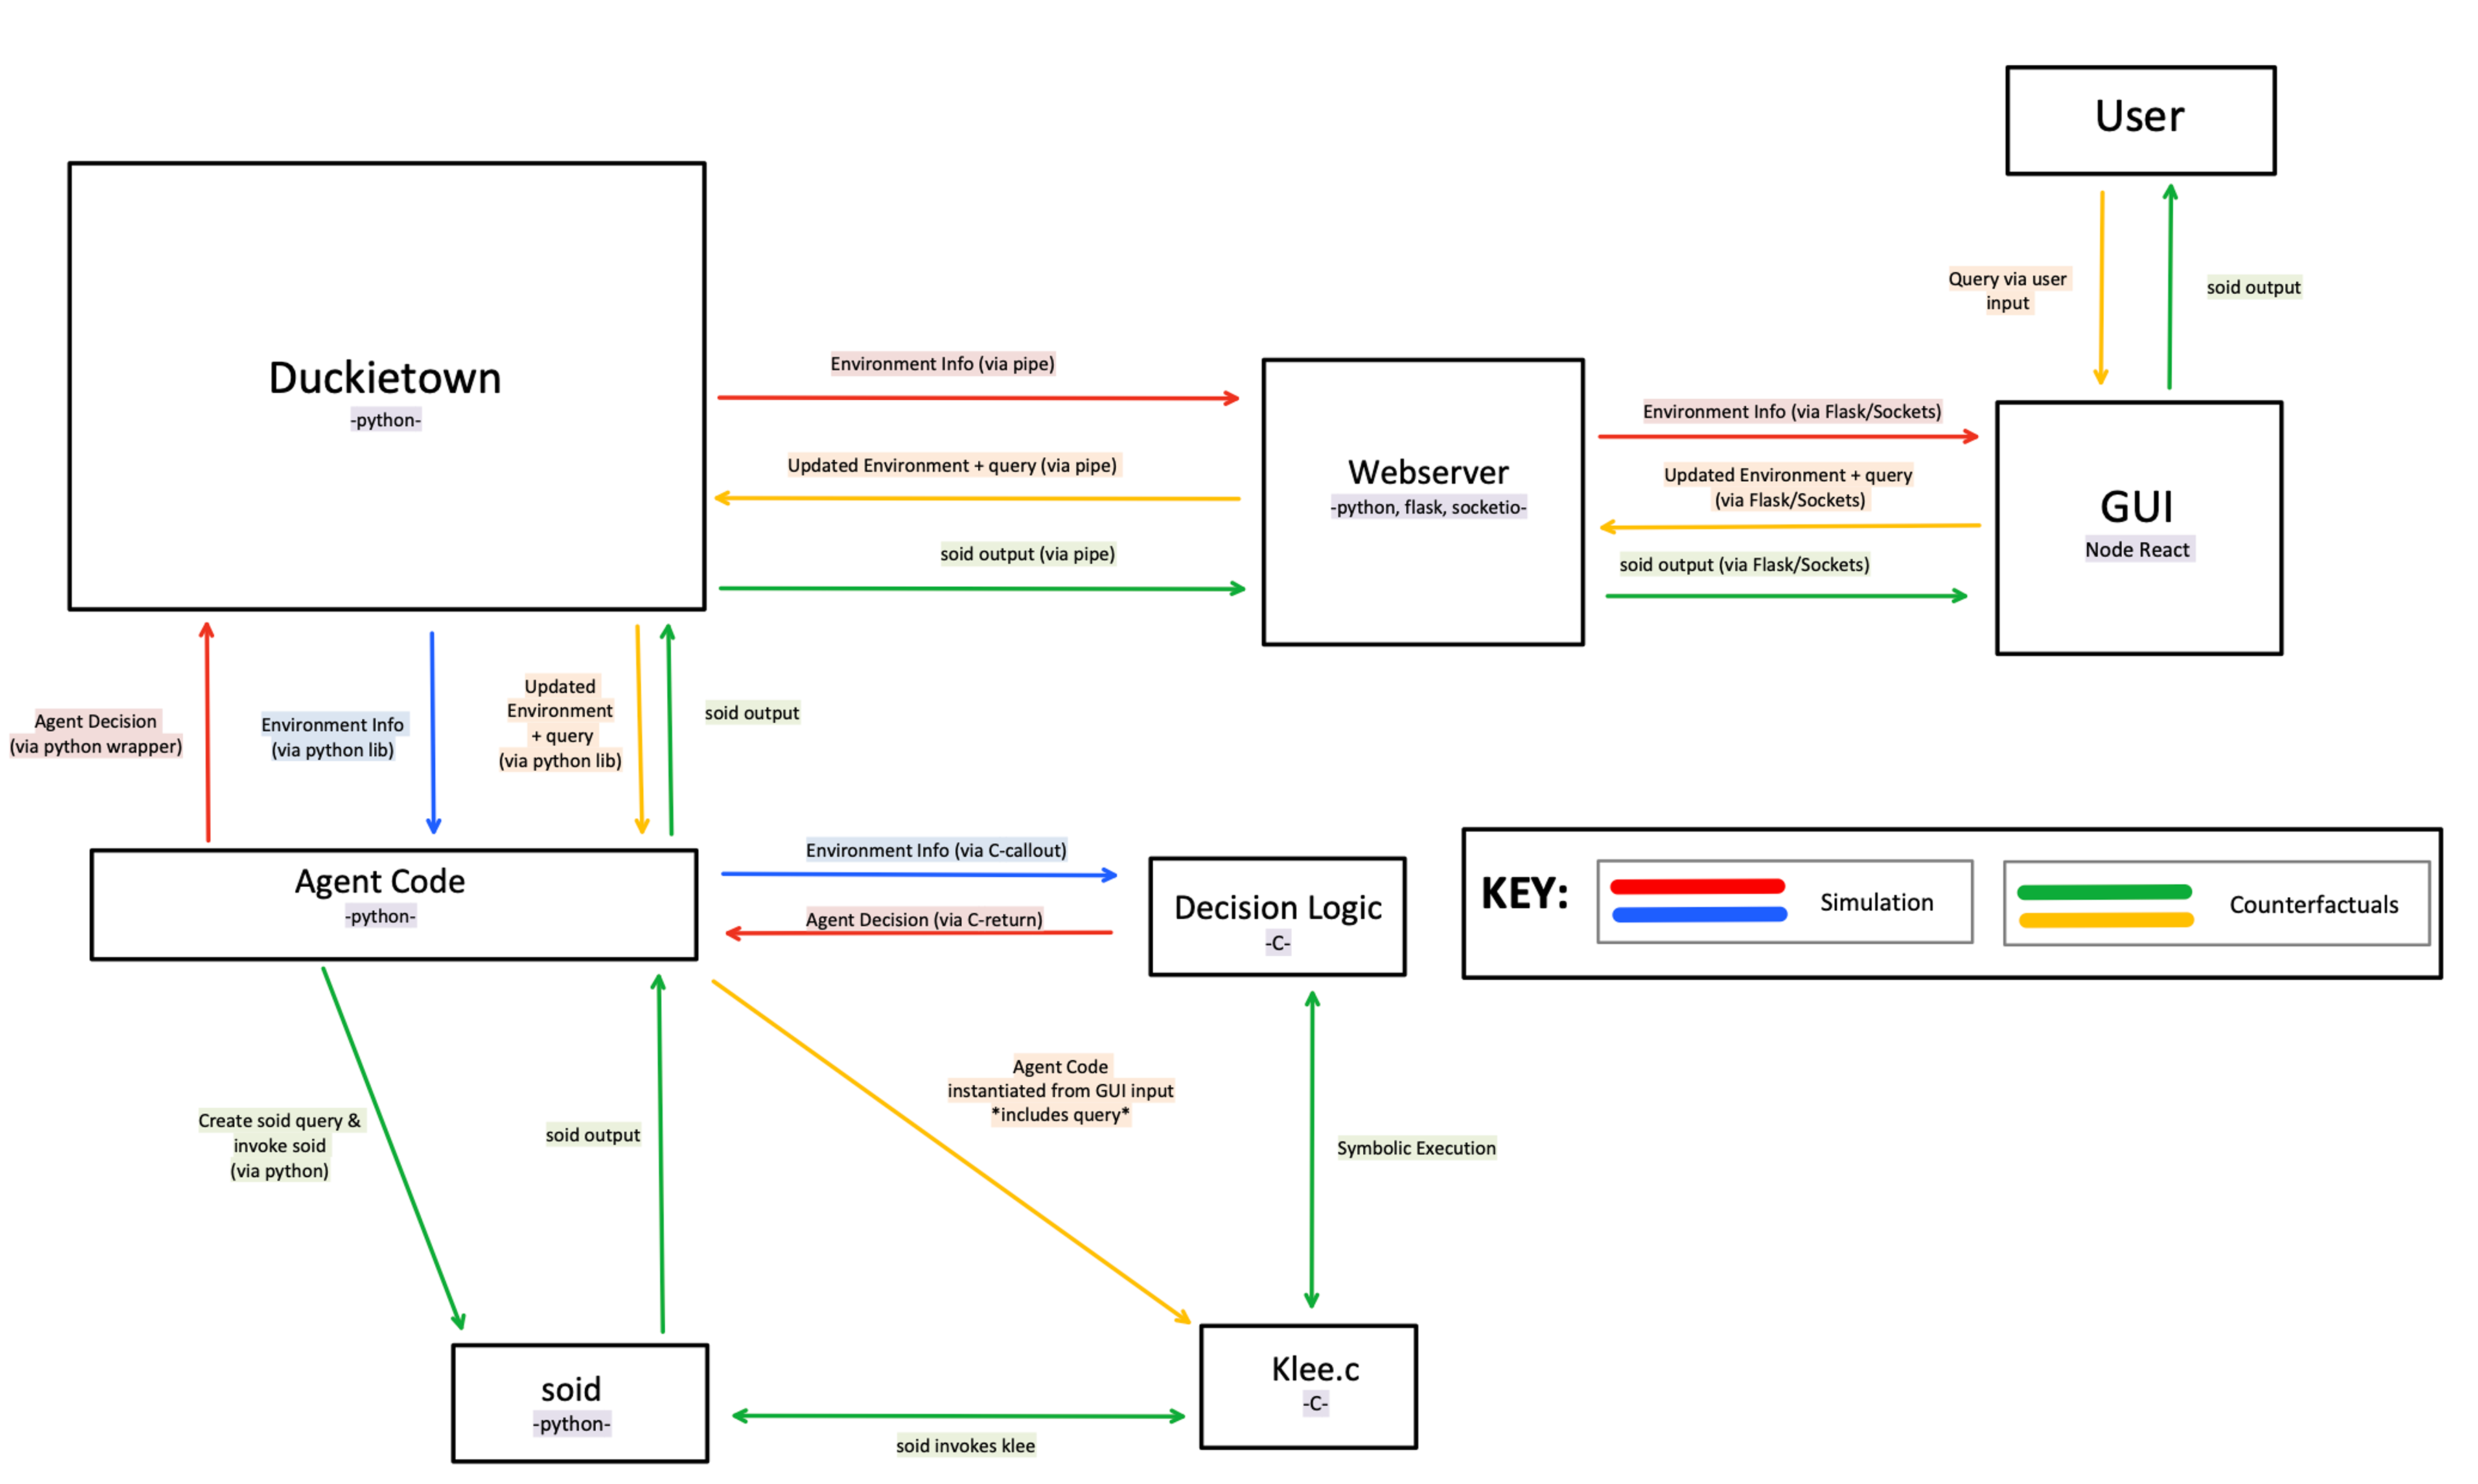 User
Query via user
input
soid output
Duckietown
-python-
Environment Info (via pipe)
Updated Environment + query (via pipe)
soid output (via pipe)
Webserver
-python, flask, socketio-
Environment Info (via Flask/Sockets)
Updated Environment + query
(via Flask/Sockets)
soid output (via Flask/Sockets)
GUI
Node React
Agent Decision
(via python wrapper)
Environment Info
(via python lib)
Updated
Environment
+ query
(via python lib)
soid output
Agent Code
-python-
Environment Info (via C-callout)
Agent Decision (via C-return)
Decision Logic
-C-
KEY:
Simulation
Counterfactuals
Create soid query &
invoke soid
(via python)
soid output
Agent Code
instantiated from GUI input
*includes query*
Symbolic Execution
soid
-python-
soid invokes klee
Klee.c
-C-